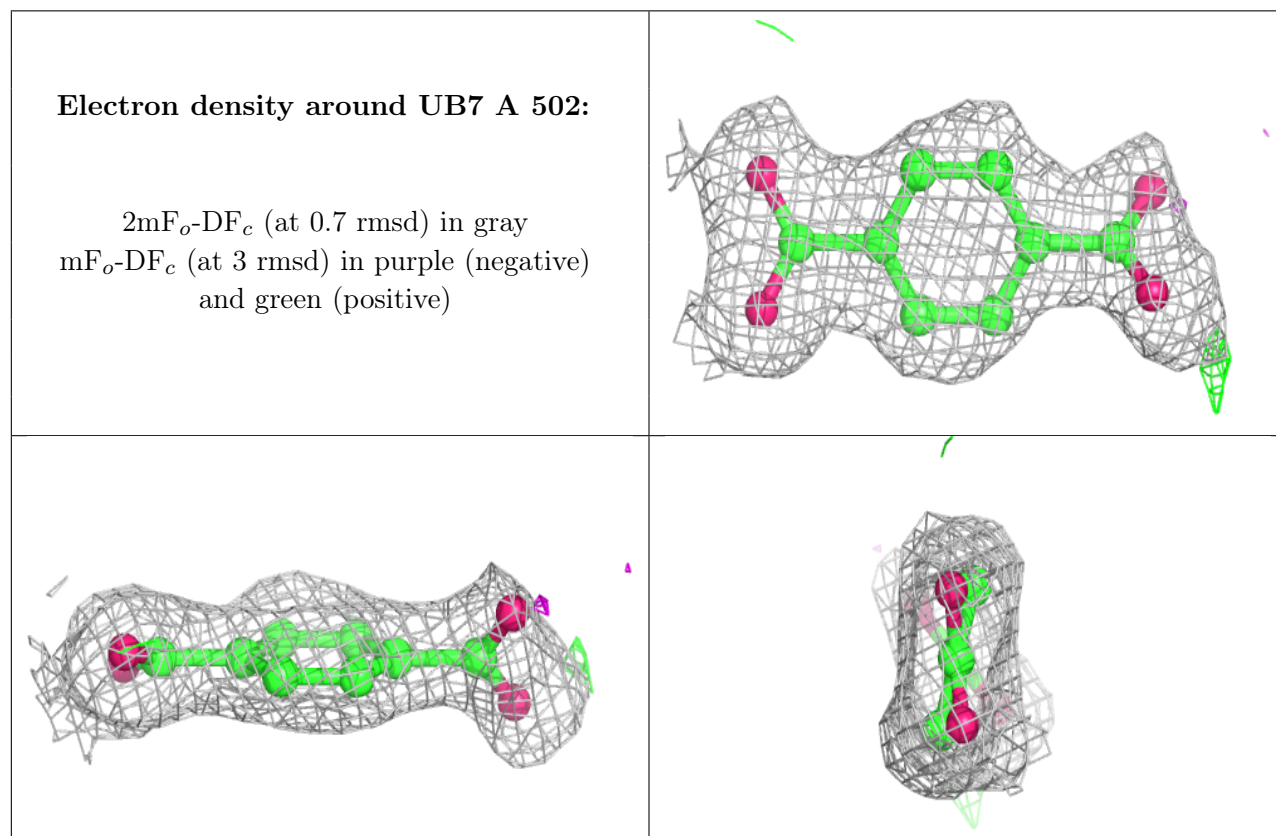 Electron density around UB7 A 502:
2mFo-DFc (at 0.7 rmsd) in gray
mFo-DFc (at 3 rmsd) in purple (negative)
and green (positive)